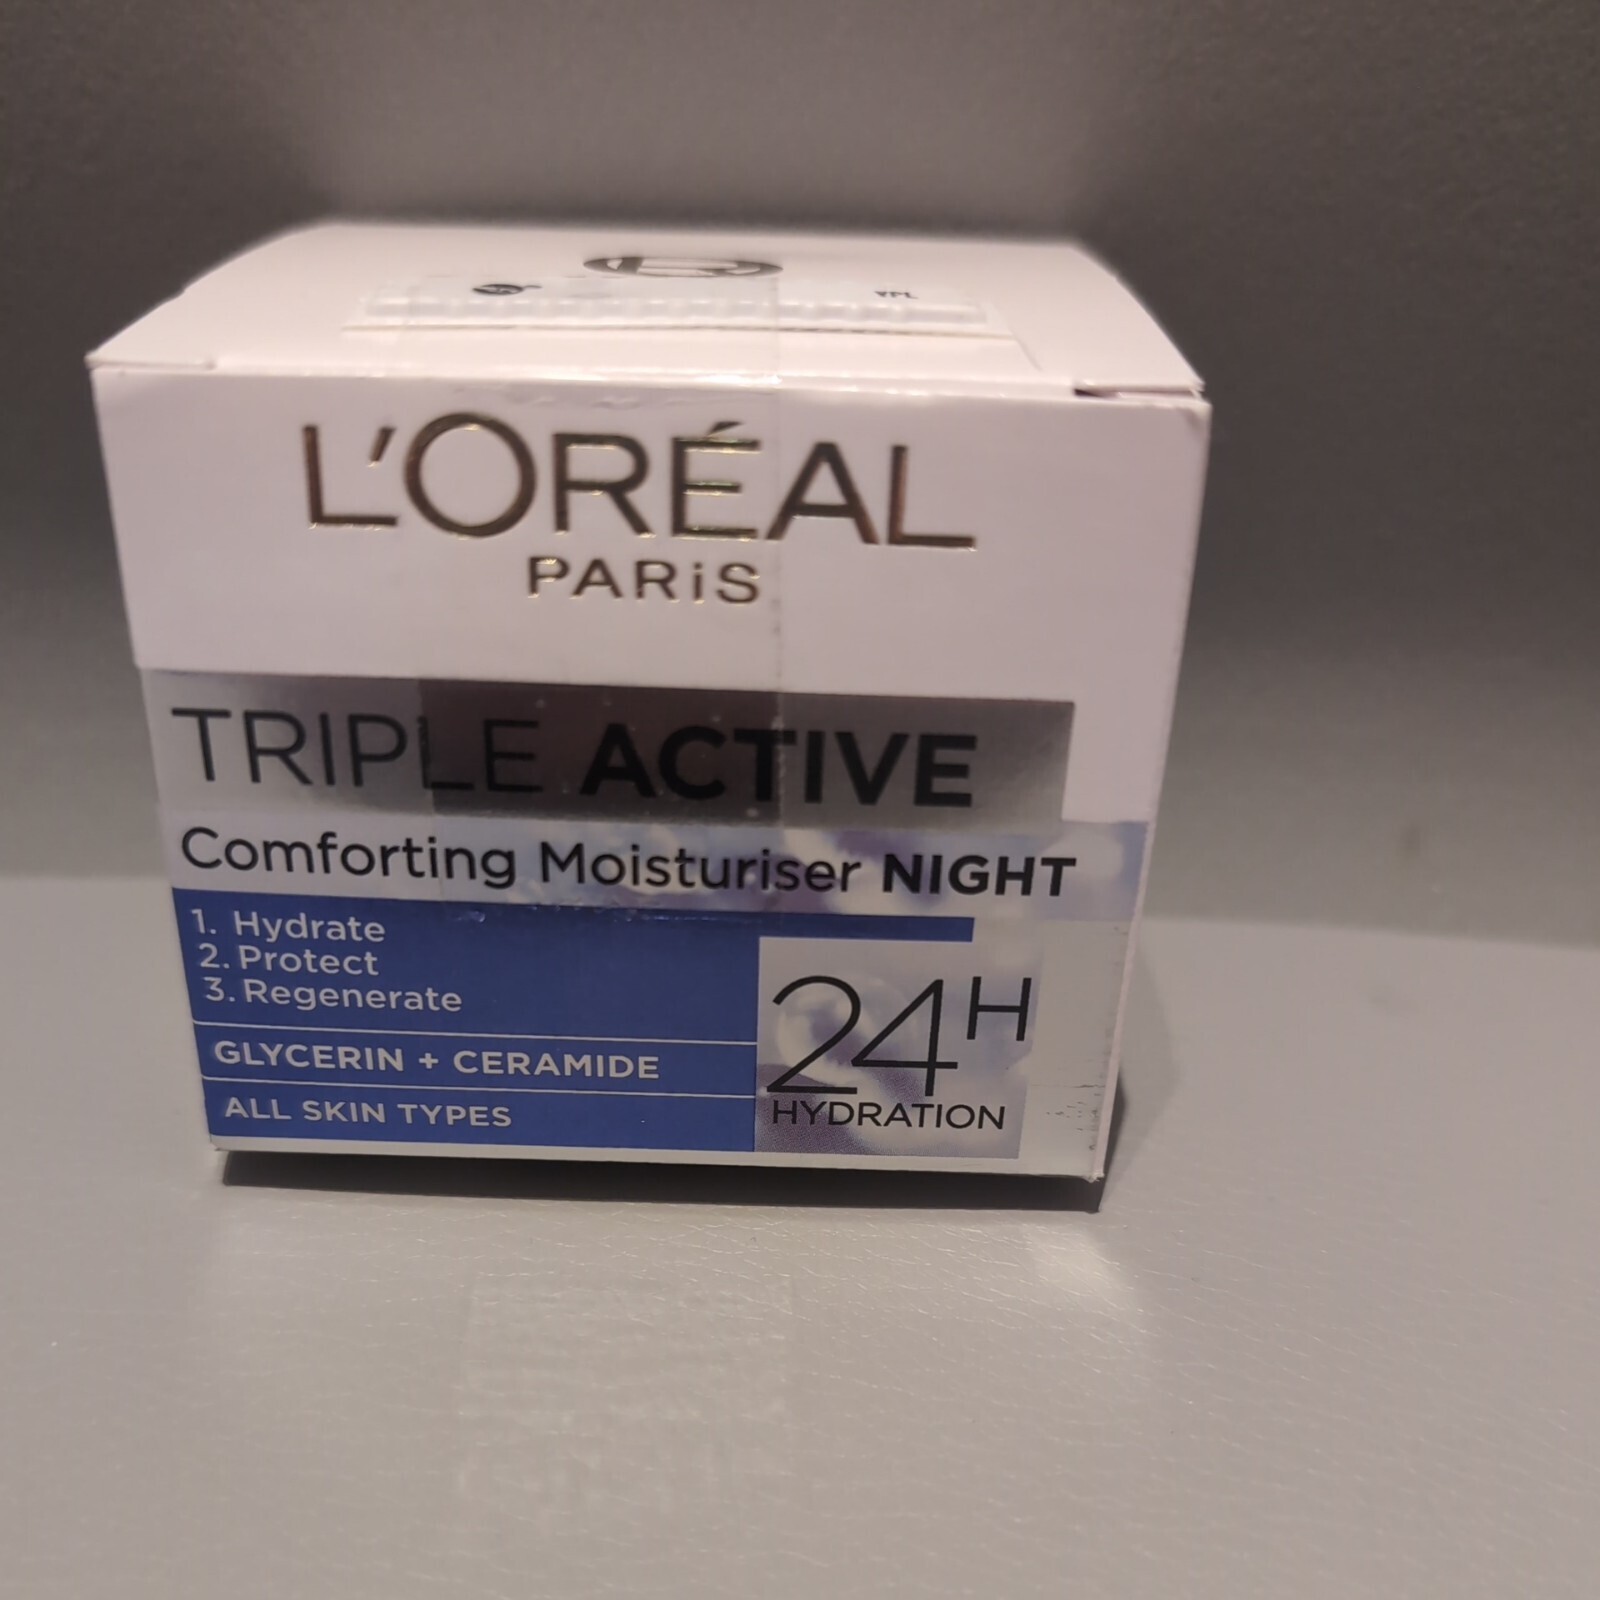 L'ORÉAL
PARiS
TRIPLE ACTIVE
Comforting Moisturiser NIGHT
1. Hydrate
2. Protect
3. Regenerate
GLYCERIN + CERAMIDE
ALL SKIN TYPES
24H
HYDRATION